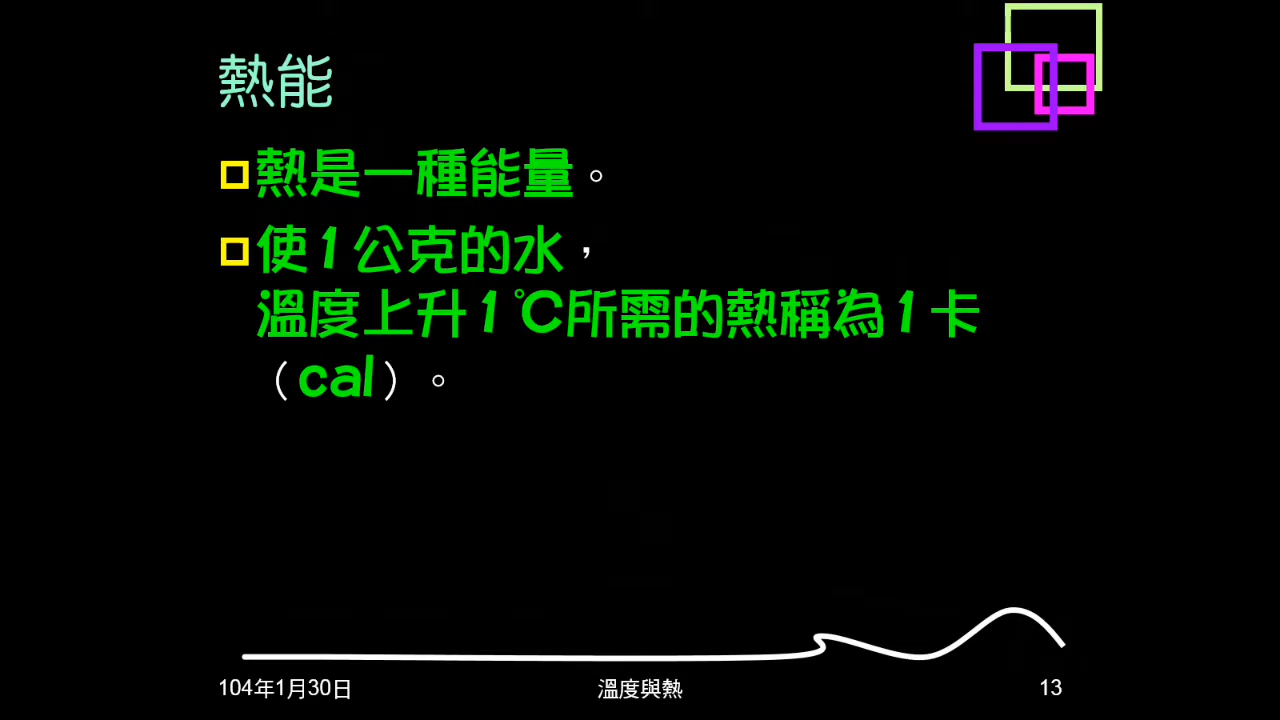 熱能
熱是一種能量。
使1公克的水，
溫度上升1℃所需的熱稱為1卡
（cal）。
104年1月30日
溫度與熱
13